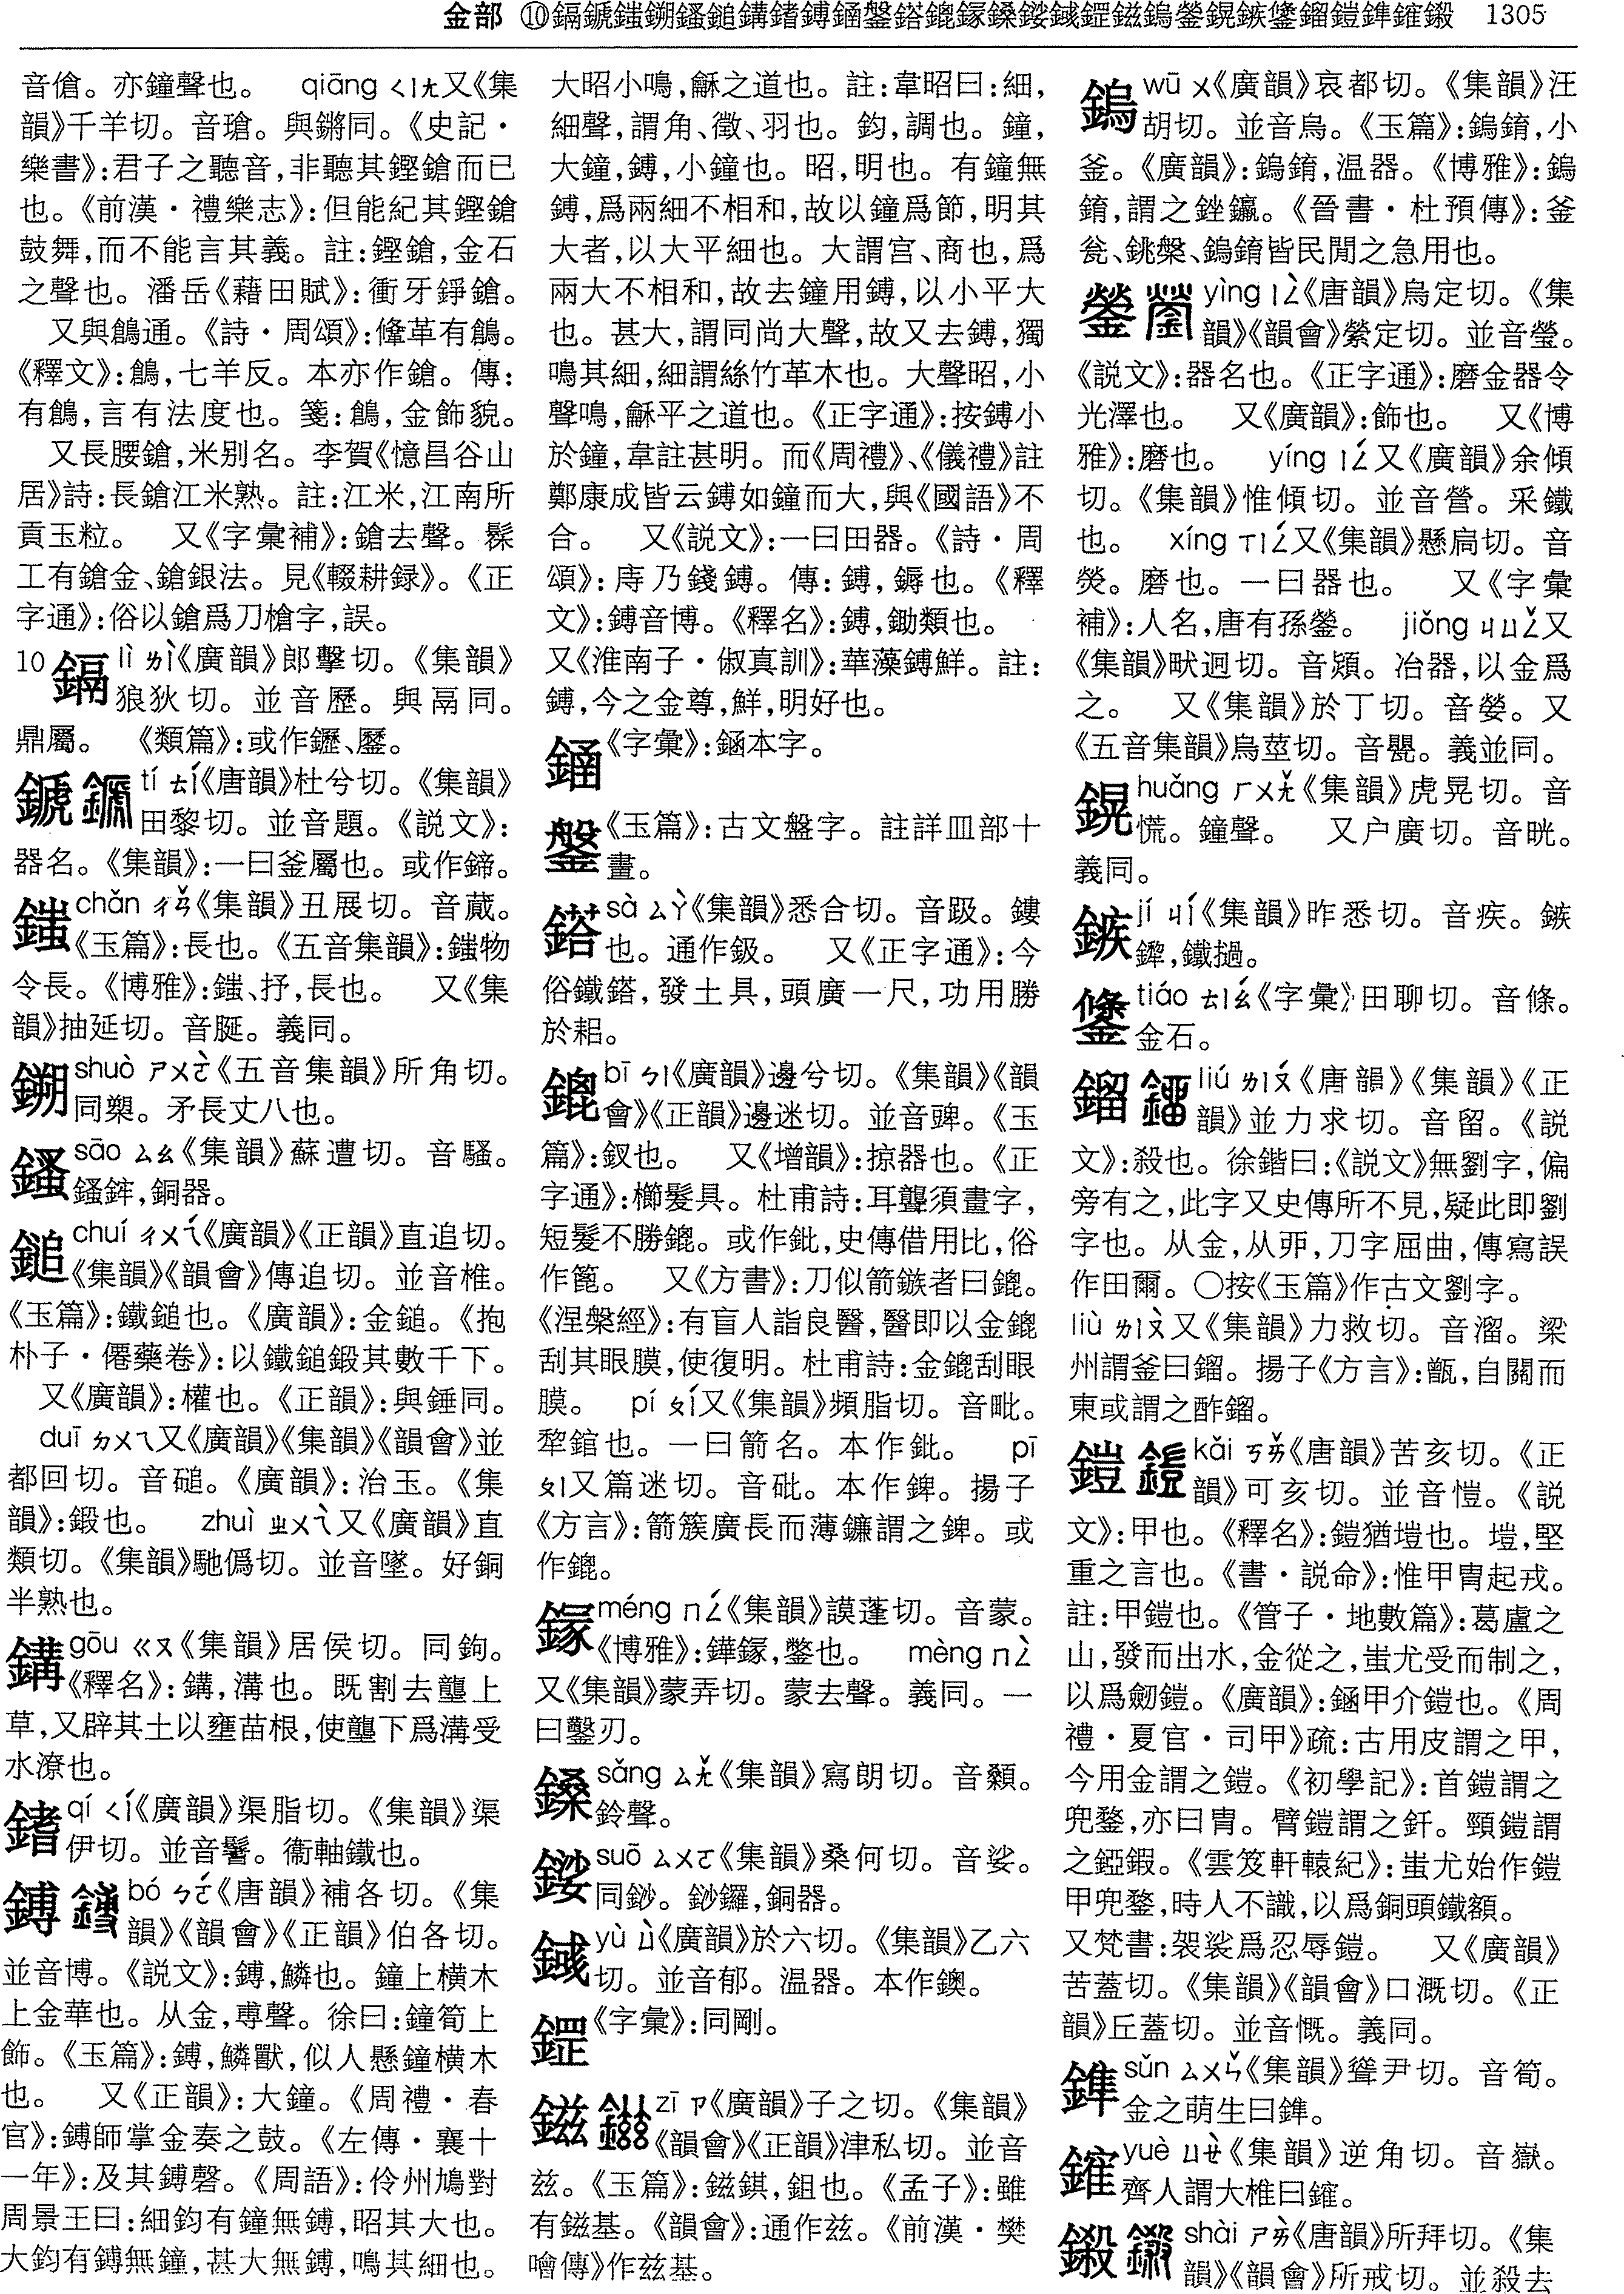 金部 ⑩鎘鷈鎡鎙鎪鎚鎒鍺鎛鎉鎜鎝鎞鎵鎟鏒鋮鎠鎡鎢鎣鎤鏃鎥鎦鎧鎨鎫鎩 1305
音傖。亦鐘聲也。 qiāng ㄑㄧㄤ又《集
韻》千羊切。音瑲。與鏘同。《史記·
樂書》:君子之聽音,非聽其鏗鎗而已
也。《前漢·禮樂志》:但能紀其鏗鎗
鼓舞,而不能言其義。註:鏗鎗,金石
之聲也。潘岳《藉田賦》:衝牙錚鎗。
又與鶬通。《詩·周頌》:鞗革有鶬。
《釋文》:鶬,七羊反。本亦作鎗。傳:
有鶬,言有法度也。箋:鶬,金飾貌。
又長腰鎗,米别名。李賀《憶昌谷山
居》詩:長鎗江米熟。註:江米,江南所
貢玉粒。 又《字彙補》:鎗去聲。髹
工有鎗金、鎗銀法。見《輟耕録》。《正
字通》:俗以鎗爲刀槍字,誤。
10 鎘 lì ㄌㄧˋ《廣韻》郎擊切。《集韻》
狼狄切。並音歷。與鬲同。
鼎屬。 《類篇》:或作䥶、㽁。
鷈 tí ㄊㄧˊ《唐韻》杜兮切。《集韻》
田黎切。並音題。《説文》:
器名。《集韻》:一曰釜屬也。或作鍗。
chǎn ㄔㄢˇ《集韻》丑展切。音蕆。
《玉篇》:長也。《五音集韻》:物
令長。《博雅》:、抒,長也。 又《集
韻》抽延切。音脠。義同。
鎙 shuò ㄕㄨㄛˋ《五音集韻》所角切。
同槊。矛長丈八也。
鎪 sāo ㄙㄠ《集韻》蘇遭切。音騷。
鎪鉾,銅器。
鎚 chuí ㄔㄨㄟˊ《廣韻》《正韻》直追切。
《集韻》《韻會》傳追切。並音椎。
《玉篇》:鐵鎚也。《廣韻》:金鎚。《抱
朴子·僊藥卷》:以鐵鎚鍛其數千下。
又《廣韻》:權也。《正韻》:與錘同。
duī ㄉㄨㄟ又《廣韻》《集韻》《韻會》並
都回切。音磓。《廣韻》:治玉。《集
韻》:鍛也。 zhuì ㄓㄨㄟˋ又《廣韻》直
類切。《集韻》馳僞切。並音墜。好銅
半熟也。
鎒 gōu ㄍㄡ《集韻》居侯切。同鉤。
《釋名》:鏂,溝也。既割去壟上
草,又辟其土以壅苗根,使壟下爲溝受
水潦也。
鍺 qí ㄑㄧˊ《廣韻》渠脂切。《集韻》渠
伊切。並音鬐。衞軸鐵也。
鎛 bó ㄅㄛˊ《唐韻》補各切。《集
韻》《韻會》《正韻》伯各切。
並音博。《説文》:鎛,鱗也。鐘上横木
上金華也。从金,尃聲。徐曰:鐘筍上
飾。《玉篇》:鎛,鱗獸,似人懸鐘横木
也。 又《正韻》:大鐘。《周禮·春
官》:鎛師掌金奏之鼓。《左傳·襄十
一年》:及其鎛磬。《周語》:伶州鳩對
周景王曰:細鈞有鐘無鎛,昭其大也。
大鈞有鎛無鐘,甚大無鎛,鳴其細也。
大昭小鳴,龢之道也。註:韋昭曰:細,
細聲,謂角、徵、羽也。鈞,調也。鐘,
大鐘,鎛,小鐘也。昭,明也。有鐘無
鎛,爲兩細不相和,故以鐘爲節,明其
大者,以大平細也。大謂宫、商也,爲
兩大不相和,故去鐘用鎛,以小平大
也。甚大,謂同尚大聲,故又去鎛,獨
鳴其細,細謂絲竹革木也。大聲昭,小
聲鳴,龢平之道也。《正字通》:按鎛小
於鐘,韋註甚明。而《周禮》、《儀禮》註
鄭康成皆云鎛如鐘而大,與《國語》不
合。 又《説文》:一曰田器。《詩·周
頌》:庤乃錢鎛。傳:鎛,鎒也。《釋
文》:鎛音博。《釋名》:鎛,鋤類也。
又《淮南子·俶真訓》:華藻鎛鮮。註:
鎛,今之金尊,鮮,明好也。
《字彙》:鍤本字。
鎜 《玉篇》:古文盤字。註詳皿部十
畫。
鎝 sà ㄙㄚˋ《集韻》悉合切。音趿。鏤
也。通作鈒。 又《正字通》:今
俗鐵鎝,發土具,頭廣一尺,功用勝
於耜。
鎞 bī ㄅㄧ《廣韻》邊兮切。《集韻》《韻
會》《正韻》邊迷切。並音豍。《玉
篇》:釵也。 又《增韻》:掠器也。《正
字通》:櫛髮具。杜甫詩:耳聾須畫字,
短髮不勝鎞。或作鈚,史傳借用比,俗
作篦。 又《方書》:刀似箭鏃者曰鎞。
《涅槃經》:有盲人詣良醫,醫即以金鎞
刮其眼膜,使復明。杜甫詩:金鎞刮眼
膜。 pí ㄆㄧˊ又《集韻》頻脂切。音毗。
犂錧也。一曰箭名。本作鈚。 pī
ㄆㄧ又篇迷切。音砒。本作錍。揚子
《方言》:箭簇廣長而薄鐮謂之錍。或
作鎞。
méng ㄇㄥˊ《集韻》謨蓬切。音蒙。
《博雅》:鏵,鏨也。 mèng ㄇㄥˋ
又《集韻》蒙弄切。蒙去聲。義同。一
曰鑿刃。
鎟 sǎng ㄙㄤˇ《集韻》寫朗切。音顙。
鈴聲。
suō ㄙㄨㄛ《集韻》桑何切。音娑。
同鈔。鈔鑼,銅器。
yù ㄩˋ《廣韻》於六切。《集韻》乙六
切。並音郁。温器。本作鐭。
鎠 《字彙》:同剛。
鎡 zī ㄗ《廣韻》子之切。《集韻》
《韻會》《正韻》津私切。並音
兹。《玉篇》:鎡錤,鉏也。《孟子》:雖
有鎡基。《韻會》:通作兹。《前漢·樊
噲傳》作兹基。
鎢 wū ㄨ《廣韻》哀都切。《集韻》汪
胡切。並音烏。《玉篇》:鎢錥,小
釜。《廣韻》:鎢錥,温器。《博雅》:鎢
錥,謂之銼鑹。《晉書·杜預傳》:釜
瓮、銚槃、鎢錥皆民閒之急用也。
鎣 yìng ㄧㄥˋ《唐韻》烏定切。《集
韻》《韻會》縈定切。並音瑩。
《説文》:器名也。《正字通》:磨金器令
光澤也。 又《廣韻》:飾也。 又《博
雅》:磨也。 yíng ㄧㄥˊ又《廣韻》余傾
切。《集韻》惟傾切。並音營。采鐵
也。 xíng ㄒㄧㄥˊ又《集韻》懸扃切。音
熒。磨也。一曰器也。 又《字彙
補》:人名,唐有孫鎣。 jiǒng ㄐㄩㄥˇ又
《集韻》畎迥切。音熲。冶器,以金爲
之。 又《集韻》於丁切。音嫈。又
《五音集韻》烏莖切。音甖。義並同。
鎤 huǎng ㄏㄨㄤˇ《集韻》虎晃切。音
慌。鐘聲。 又户廣切。音晄。
義同。
jí ㄐㄧˊ《集韻》昨悉切。音疾。
,鐵撾。
鎥 tiáo ㄊㄧㄠˊ《字彙》田聊切。音條。
金石。
鎦 liú ㄌㄧㄡˊ《唐韻》《集韻》《正
韻》並力求切。音留。《説
文》:殺也。徐鍇曰:《説文》無劉字,偏
旁有之,此字又史傳所不見,疑此即劉
字也。从金,从丣,刀字屈曲,傳寫誤
作田爾。〇按《玉篇》作古文劉字。
liù ㄌㄧㄡˋ又《集韻》力救切。音溜。梁
州謂釜曰鎦。揚子《方言》:甑,自關而
東或謂之酢鎦。
鎧 kǎi ㄎㄞˇ《唐韻》苦亥切。《正
韻》可亥切。並音愷。《説
文》:甲也。《釋名》:鎧猶塏也。塏,堅
重之言也。《書·説命》:惟甲胄起戎。
註:甲鎧也。《管子·地數篇》:葛盧之
山,發而出水,金從之,蚩尤受而制之,
以爲劒鎧。《廣韻》:鍤甲介鎧也。《周
禮·夏官·司甲》疏:古用皮謂之甲,
今用金謂之鎧。《初學記》:首鎧謂之
兜鍪,亦曰胄。臂鎧謂之釬。頸鎧謂
之錏鍜。《雲笈軒轅紀》:蚩尤始作鎧
甲兜鍪,時人不識,以爲銅頭鐵額。
又梵書:袈裟爲忍辱鎧。 又《廣韻》
苦蓋切。《集韻》《韻會》口溉切。《正
韻》丘蓋切。並音慨。義同。
鎨 sǔn ㄙㄨㄣˇ《集韻》聳尹切。音筍。
金之萌生曰。
yuè ㄩㄝˋ《集韻》逆角切。音嶽。
齊人謂大椎曰。
鎩 shài ㄕㄞˋ《唐韻》所拜切。《集
韻》《韻會》所戒切。並殺去